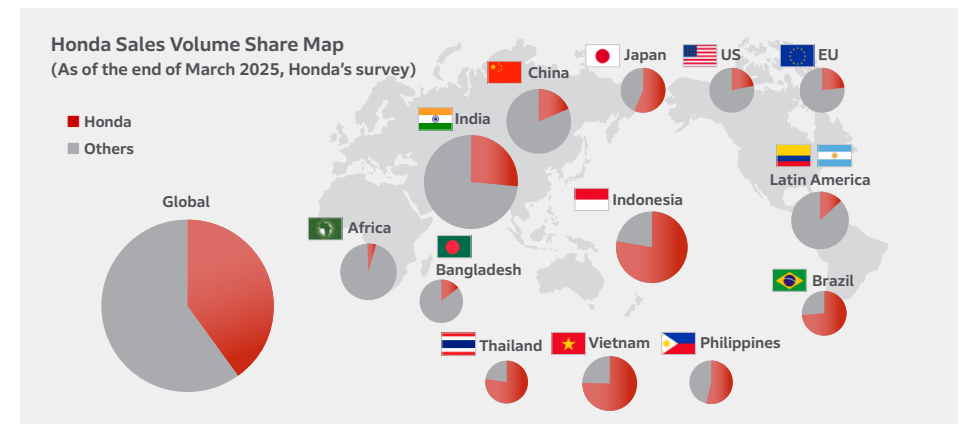 Honda Sales Volume Share Map
(As of the end of March 2025, Honda's survey)
Honda
Others
Global
Japan
US
EU
China
India
Latin America
Indonesia
Africa
Bangladesh
Brazil
Thailand
Vietnam
Philippines